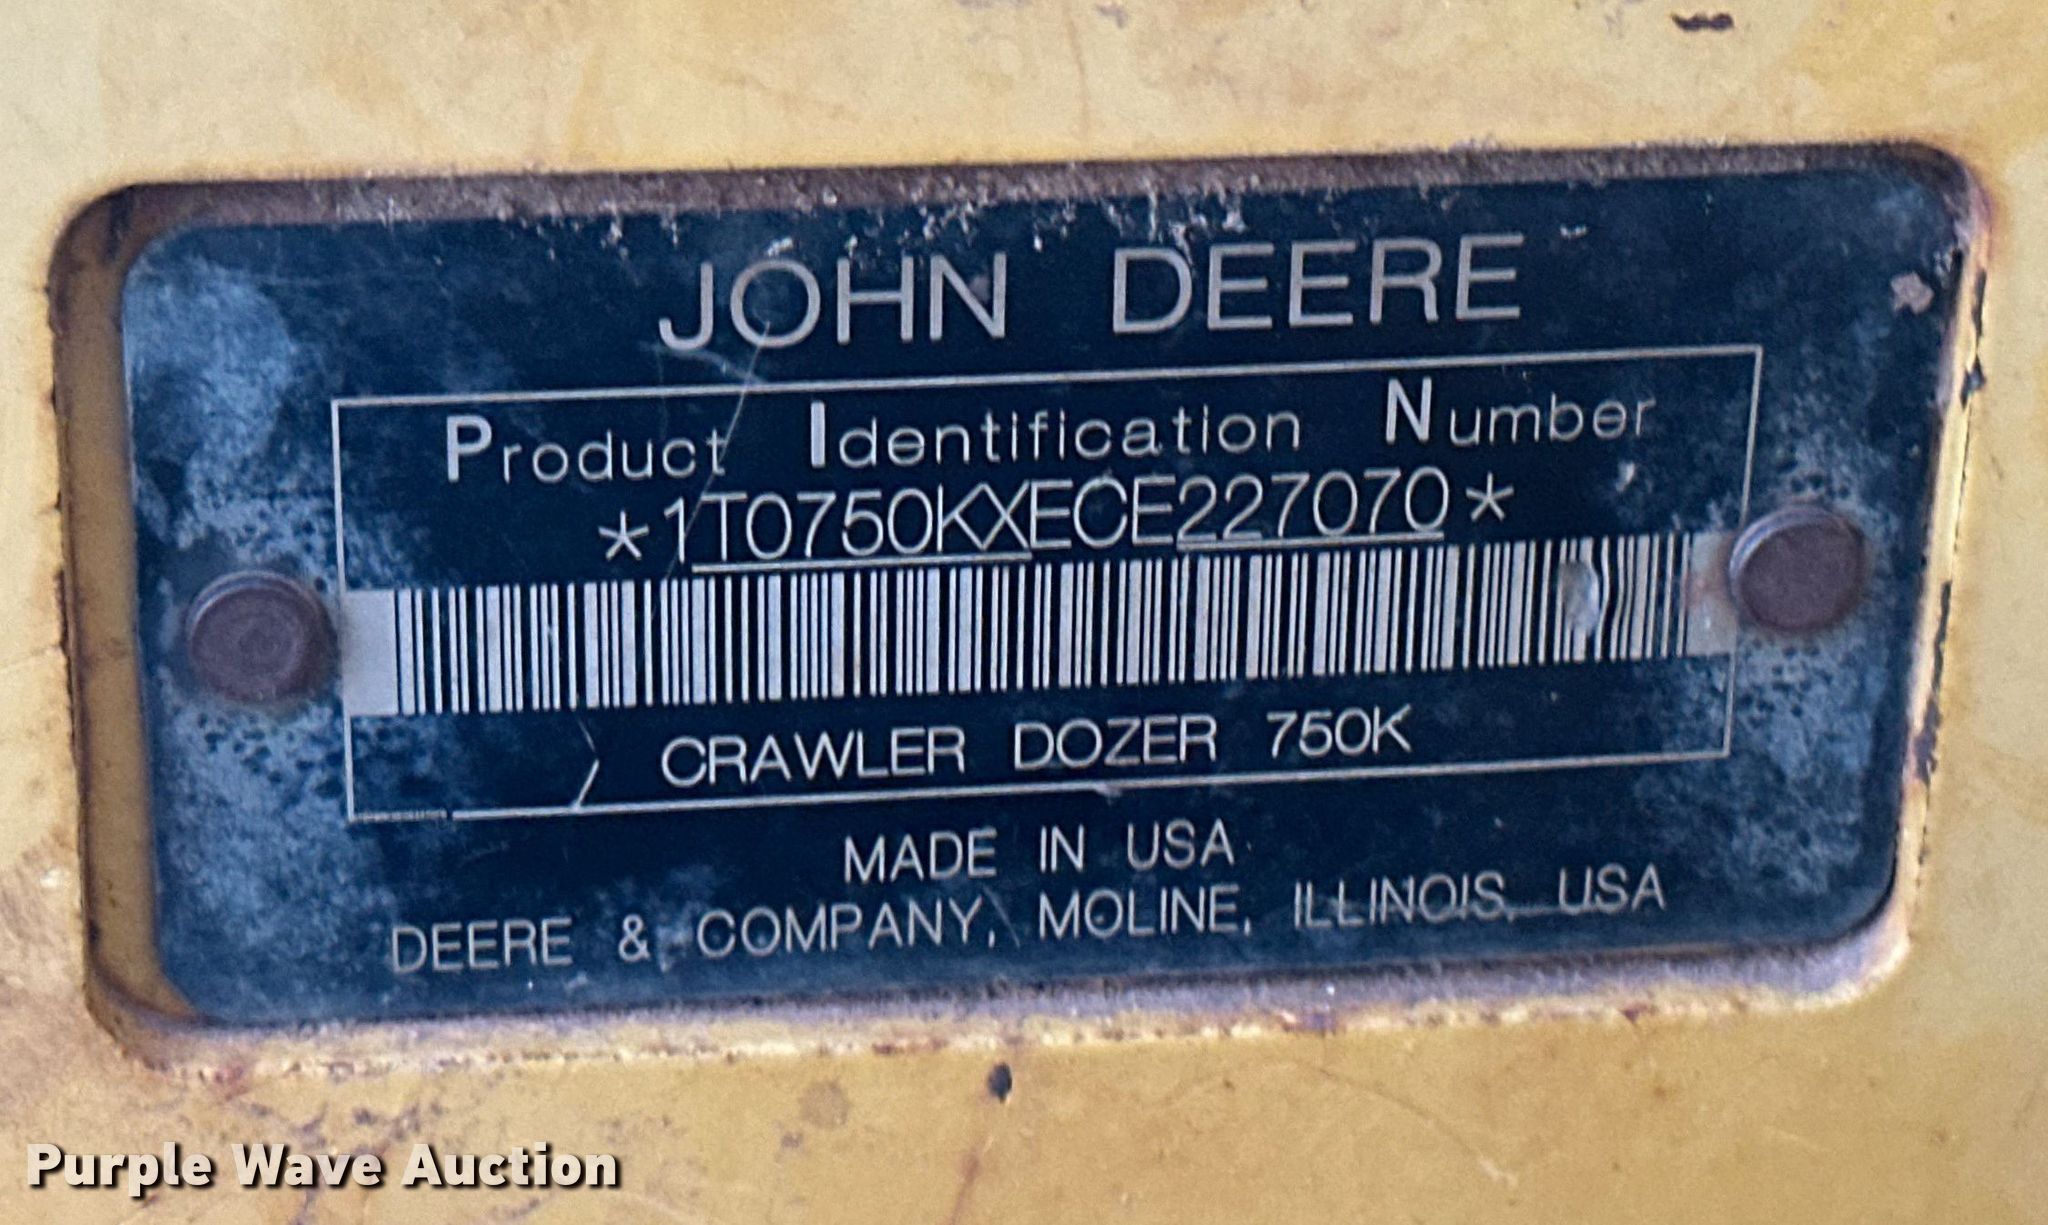 JOHN DEERE
Product Identification Number
*1T0750KXECE227070*
CRAWLER DOZER 750K
MADE IN USA
DEERE & COMPANY, MOLINE, ILLINOIS, USA
Purple Wave Auction